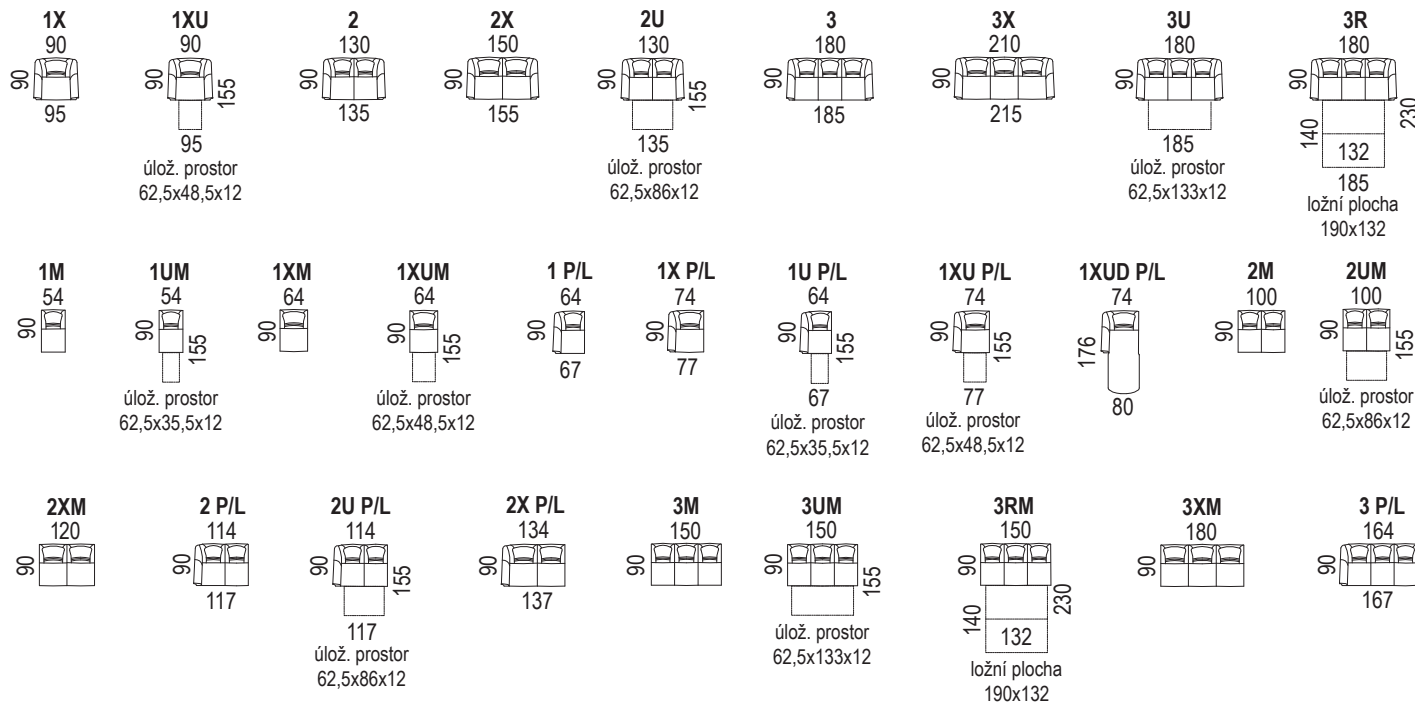 1X
90
90
95
1XU
90
90
155
95
úlož. prostor
62,5x48,5x12
2
130
90
135
2X
150
90
155
2U
130
90
155
135
úlož. prostor
62,5x86x12
3
180
90
185
3X
210
90
215
3U
180
90
185
úlož. prostor
62,5x133x12
3R
180
90
230
140
132
185
ložní plocha
190x132
1M
54
90
1UM
54
90
155
úlož. prostor
62,5x35,5x12
1XM
64
90
1XUM
64
90
155
úlož. prostor
62,5x48,5x12
1 P/L
64
90
67
1X P/L
74
90
77
1U P/L
64
90
155
67
úlož. prostor
62,5x35,5x12
1XU P/L
74
90
155
77
úlož. prostor
62,5x48,5x12
1XUD P/L
74
176
80
2M
100
90
2UM
100
90
155
úlož. prostor
62,5x86x12
2XM
120
90
2 P/L
114
90
117
2U P/L
114
90
155
117
úlož. prostor
62,5x86x12
2X P/L
134
90
137
3M
150
90
3UM
150
90
155
úlož. prostor
62,5x133x12
3RM
150
90
230
140
132
ložní plocha
190x132
3XM
180
90
3 P/L
164
90
167